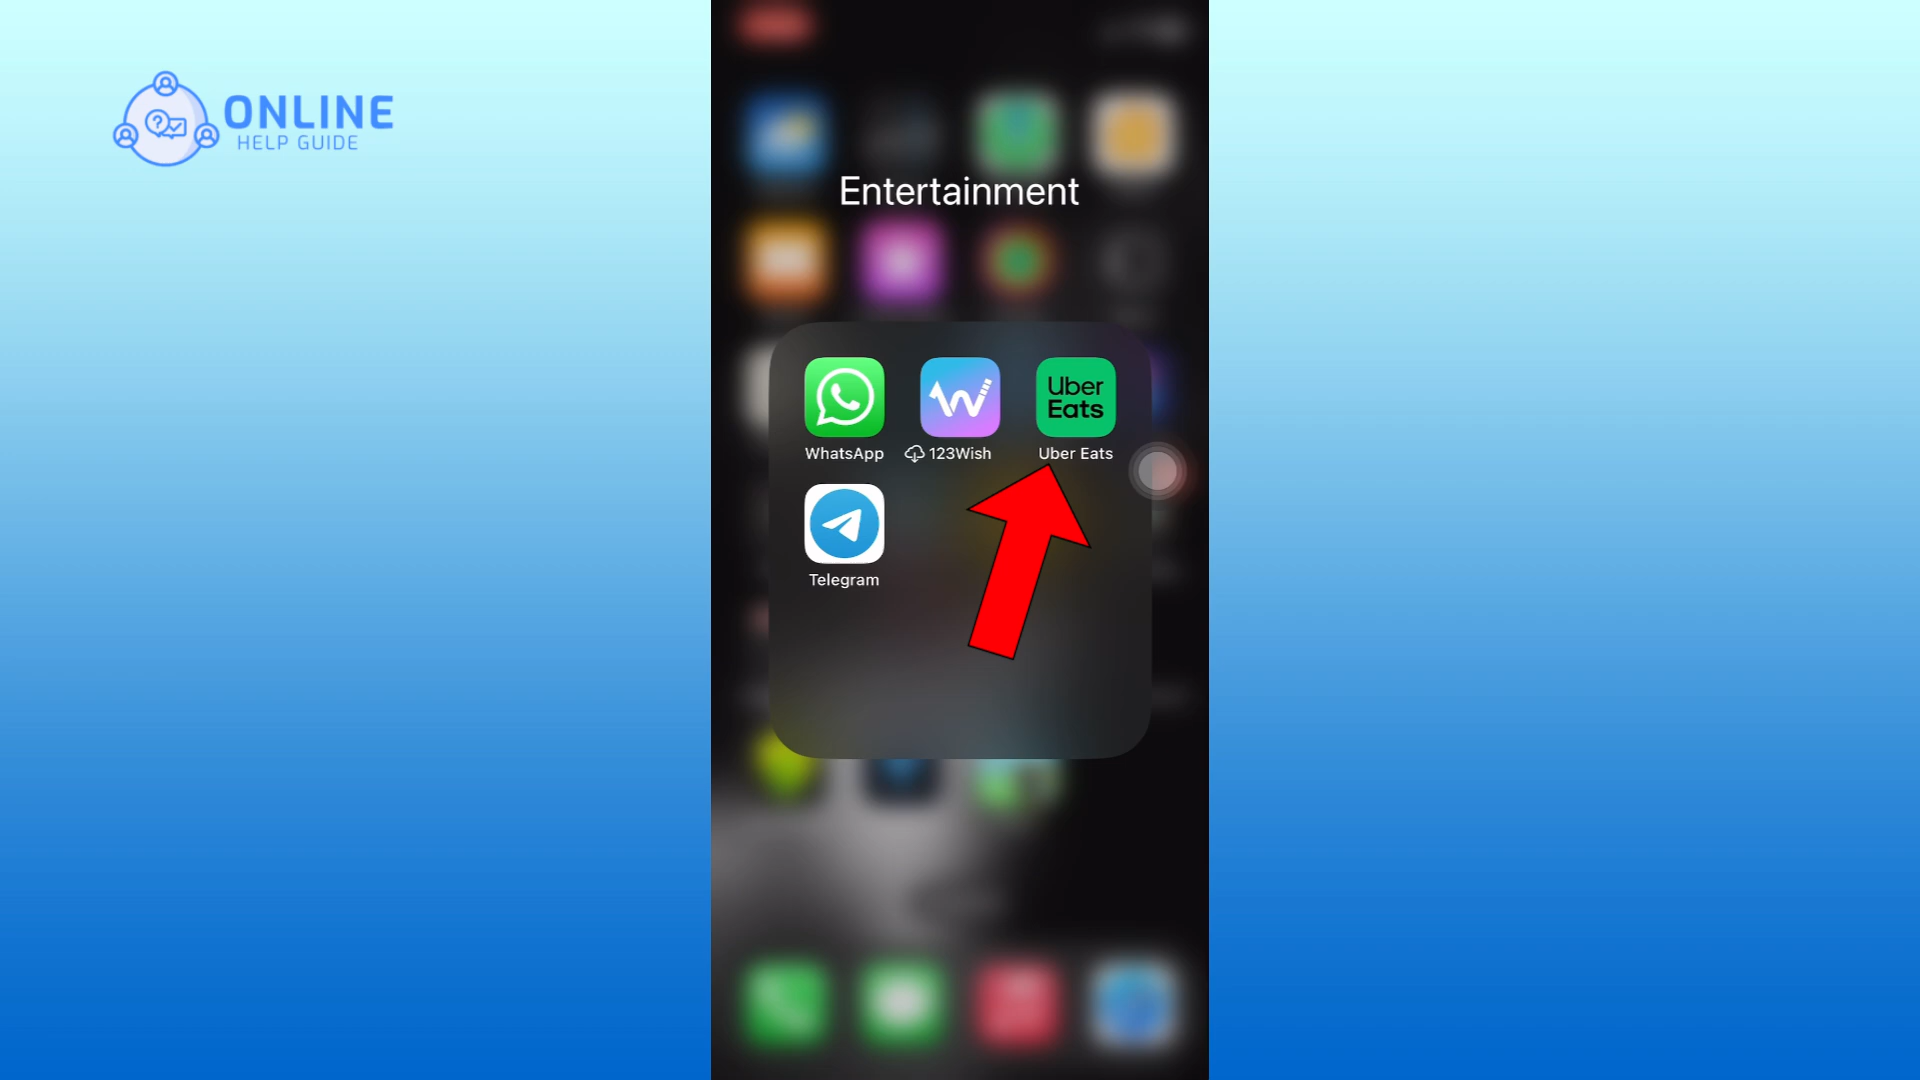 ONLINE
HELP GUIDE
Entertainment
Uber
Eats
WhatsApp
123Wish
Uber Eats
Telegram